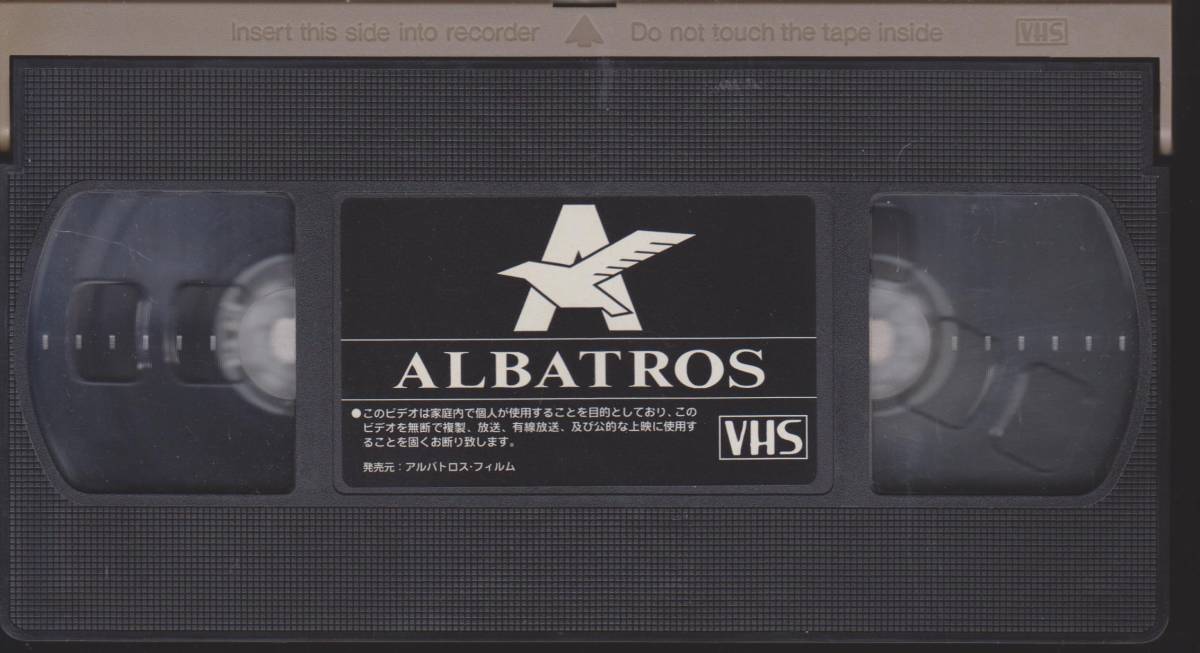 Insert this side into recorder Do not touch the tape inside VHS
ALBATROS
●このビデオは家庭内で個人が使用することを目的としており、この
ビデオを無断で複製、放送、有線放送、及び公的な上映に使用す
ることを固くお断り致します。
VHS
発売元：アルバトロス・フィルム